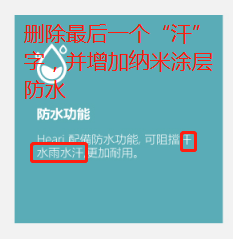 删除最后一个“汗”
字，并增加纳米涂层
防水
防水功能
Heari 配備防水功能, 可阻擋汗
水雨水汗 更加耐用。